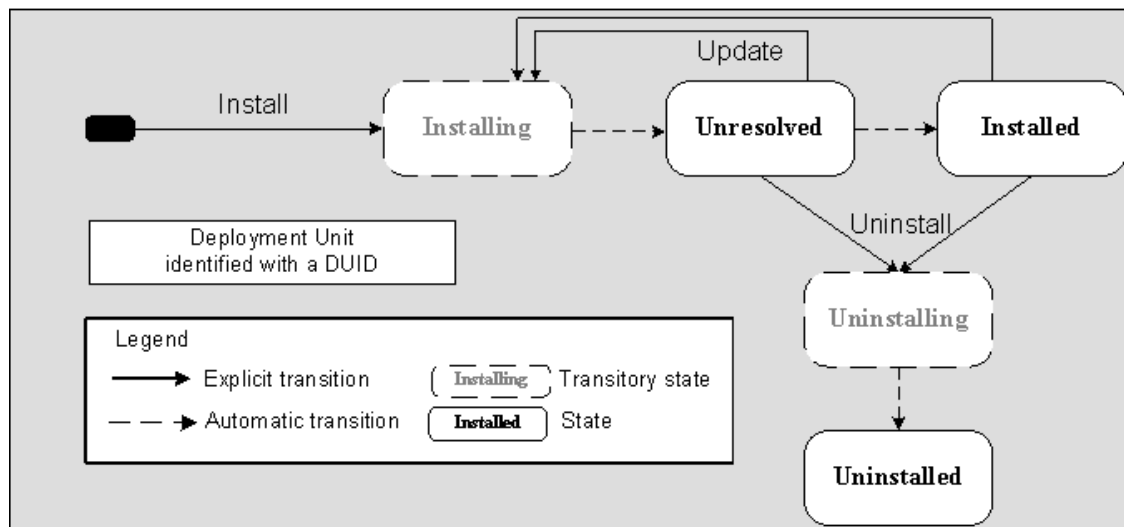 Update
Install
Installing
Unresolved
Installed
Uninstall
Deployment Unit
identified with a DUID
Uninstalling
Legend
Explicit transition
Installing
Transitory state
Automatic transition
Installed
State
Uninstalled